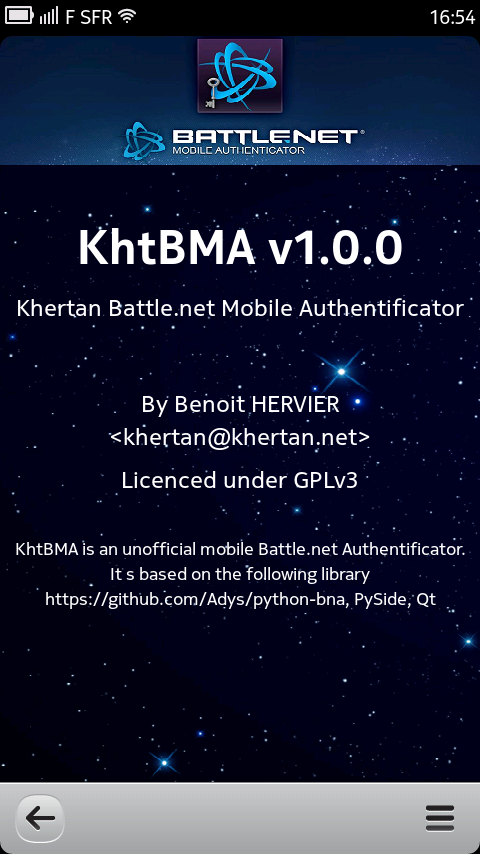 F SFR 16:54
BATTLE.NET®
MOBILE AUTHENTICATOR
KhtBMA v1.0.0
Khertan Battle.net Mobile Authentificator
By Benoit HERVIER
<khertan@khertan.net>
Licenced under GPLv3
KhtBMA is an unofficial mobile Battle.net Authentificator.
It s based on the following library
https://github.com/Adys/python-bna, PySide, Qt